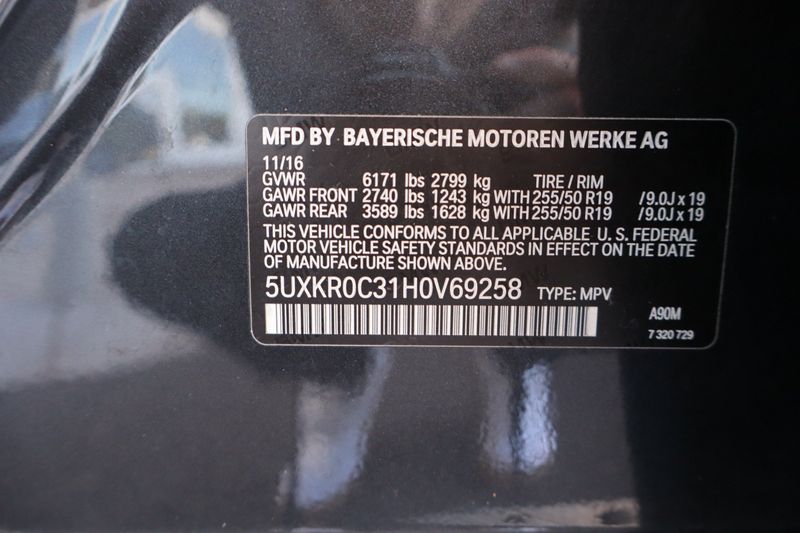 MFD BY BAYERISCHE MOTOREN WERKE AG
11/16
GVWR 6171 lbs 2799 kg TIRE / RIM
GAWR FRONT 2740 lbs 1243 kg WITH 255/50 R19 /9.0J x 19
GAWR REAR 3589 lbs 1628 kg WITH 255/50 R19 /9.0J x 19
THIS VEHICLE CONFORMS TO ALL APPLICABLE U. S. FEDERAL
MOTOR VEHICLE SAFETY STANDARDS IN EFFECT ON THE DATE
OF MANUFACTURE SHOWN ABOVE.
5UXKR0C31H0V69258 TYPE: MPV
A90M
7 320 729